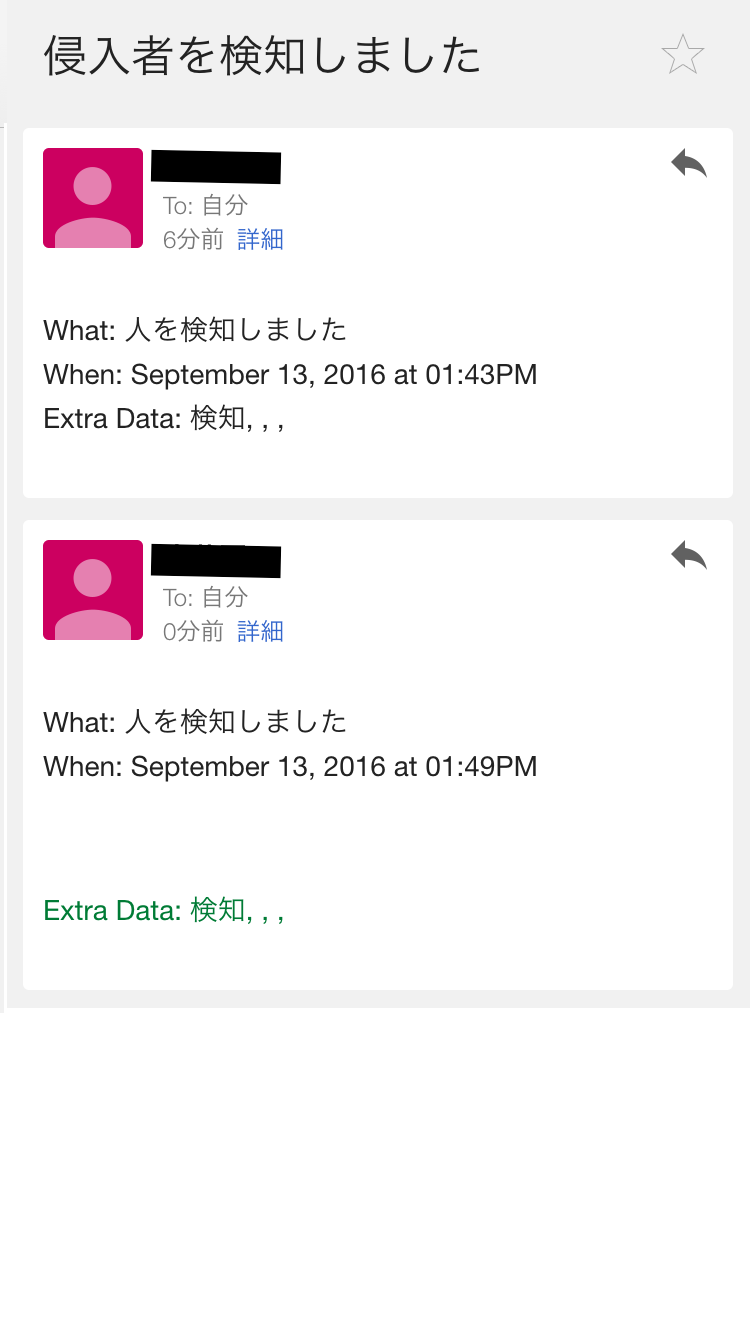 侵入者を検知しました
To: 自分
6分前 詳細
What: 人を検知しました
When: September 13, 2016 at 01:43PM
Extra Data: 検知, , ,
To: 自分
0分前 詳細
What: 人を検知しました
When: September 13, 2016 at 01:49PM
Extra Data: 検知, , ,